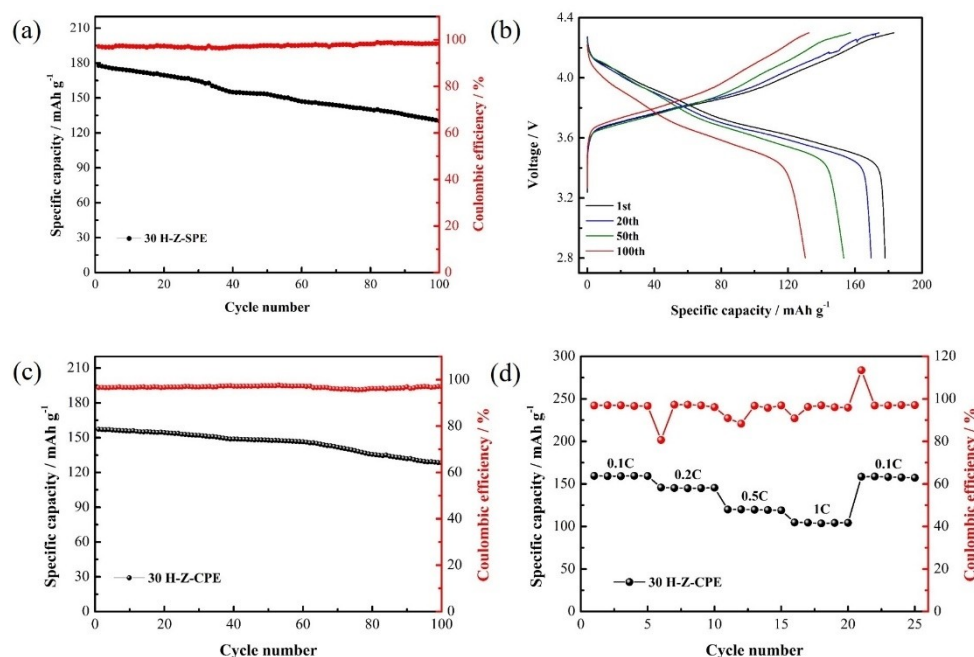 (a)
210
180
150
120
90
60
30
0
Specific capacity / mAh g⁻¹
100
80
60
40
20
0
Coulombic efficiency / %
30 H-Z-SPE
0 20 40 60 80 100
Cycle number
(b)
4.4
4.0
3.6
3.2
2.8
Voltage / V
1st
20th
50th
100th
0 40 80 120 160 200
Specific capacity / mAh g⁻¹
(c)
210
180
150
120
90
60
30
0
Specific capacity / mAh g⁻¹
100
80
60
40
20
0
Coulombic efficiency / %
30 H-Z-CPE
0 20 40 60 80 100
Cycle number
(d)
300
250
200
150
100
50
0
Specific capacity / mAh g⁻¹
120
100
80
60
40
20
0
Coulombic efficiency / %
0.1C
0.2C
0.5C
1C
0.1C
30 H-Z-CPE
0 5 10 15 20 25
Cycle number